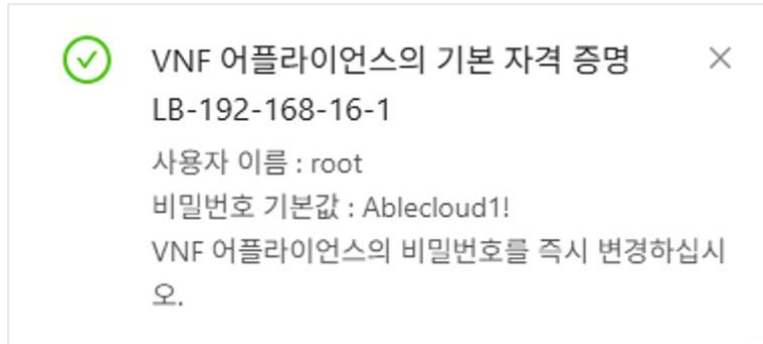 VNF 어플라이언스의 기본 자격 증명
LB-192-168-16-1
사용자 이름 : root
비밀번호 기본값 : Ablecloud1!
VNF 어플라이언스의 비밀번호를 즉시 변경하십시
오.